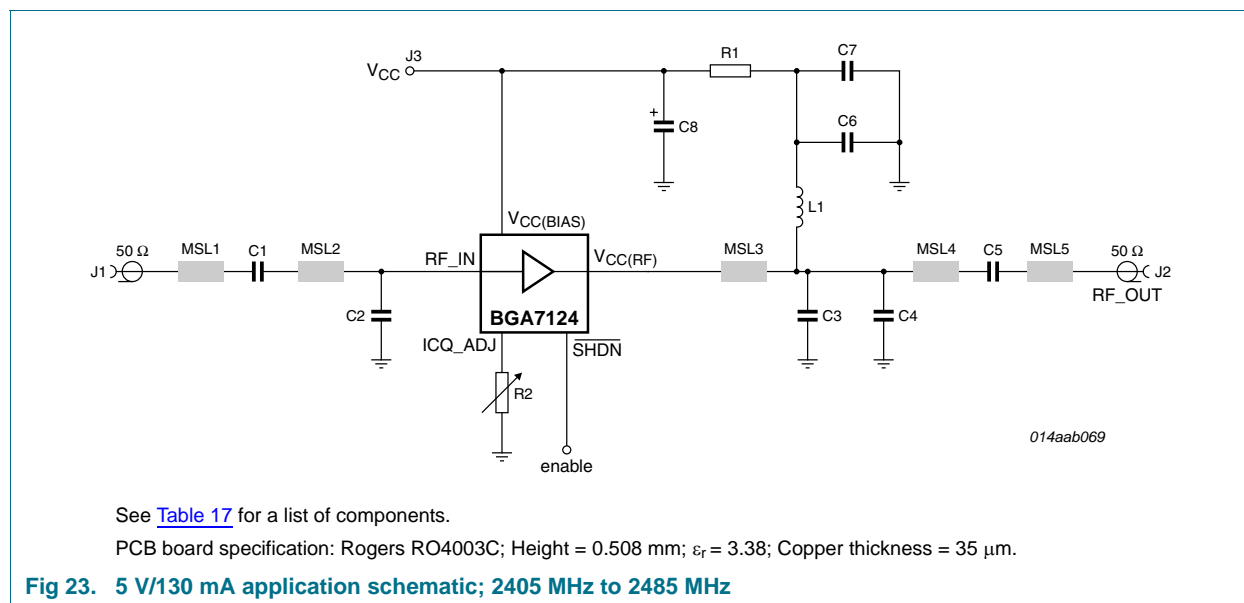 J3
V_CC
R1
C7
C8
C6
L1
V_CC(BIAS)
50 Ω
MSL1
C1
MSL2
RF_IN
V_CC(RF)
MSL3
MSL4
C5
MSL5
50 Ω
J1
J2
RF_OUT
C2
BGA7124
C3
C4
ICQ_ADJ
SHDN
R2
enable
014aab069
See Table 17 for a list of components.
PCB board specification: Rogers RO4003C; Height = 0.508 mm; εr = 3.38; Copper thickness = 35 μm.
Fig 23. 5 V/130 mA application schematic; 2405 MHz to 2485 MHz